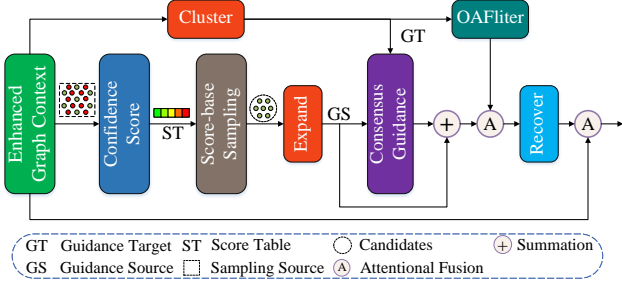 Cluster
OAFliter
GT
Enhanced
Graph Context
Confidence
Score
ST
Score-base
Sampling
Expand
GS
Consensus
Guidance
+
A
Recover
A
GT Guidance Target ST Score Table Candidates + Summation
GS Guidance Source Sampling Source A Attentional Fusion